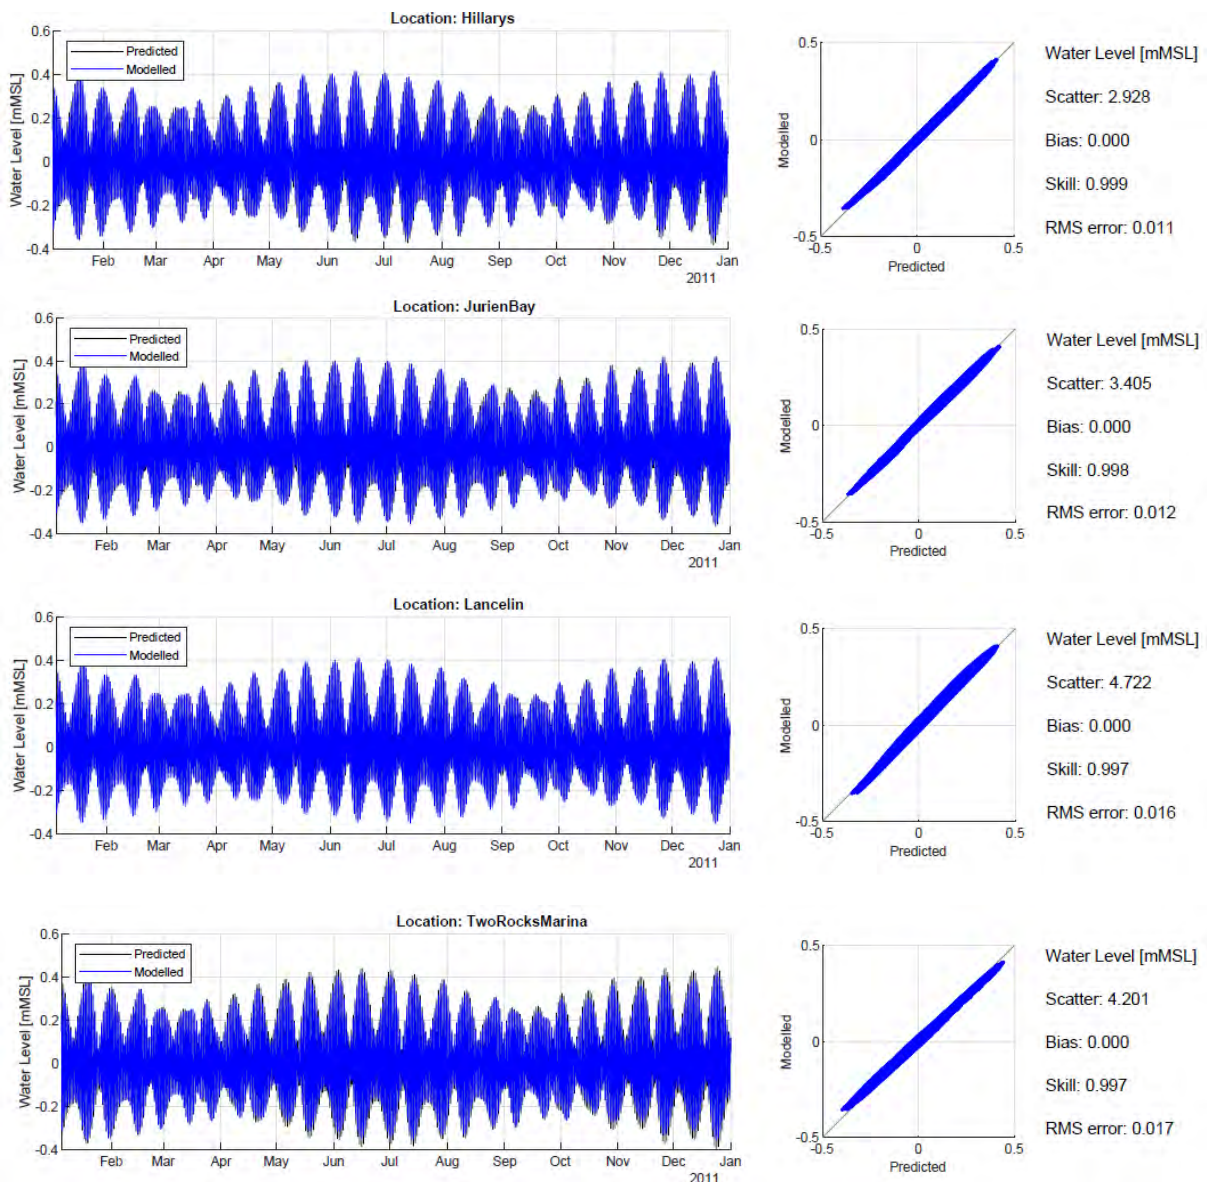 Location: Hillarys
Water Level [mMSL]
0.6
0.4
0.2
0
-0.2
-0.4
Predicted
Modelled
Feb Mar Apr May Jun Jul Aug Sep Oct Nov Dec Jan
2011
Modelled
0.5
0
-0.5
-0.5 0 0.5
Predicted
Water Level [mMSL]
Scatter: 2.928
Bias: 0.000
Skill: 0.999
RMS error: 0.011
Location: JurienBay
Water Level [mMSL]
0.6
0.4
0.2
0
-0.2
-0.4
Predicted
Modelled
Feb Mar Apr May Jun Jul Aug Sep Oct Nov Dec Jan
2011
Modelled
0.5
0
-0.5
-0.5 0 0.5
Predicted
Water Level [mMSL]
Scatter: 3.405
Bias: 0.000
Skill: 0.998
RMS error: 0.012
Location: Lancelin
Water Level [mMSL]
0.6
0.4
0.2
0
-0.2
-0.4
Predicted
Modelled
Feb Mar Apr May Jun Jul Aug Sep Oct Nov Dec Jan
2011
Modelled
0.5
0
-0.5
-0.5 0 0.5
Predicted
Water Level [mMSL]
Scatter: 4.722
Bias: 0.000
Skill: 0.997
RMS error: 0.016
Location: TwoRocksMarina
Water Level [mMSL]
0.6
0.4
0.2
0
-0.2
-0.4
Predicted
Modelled
Feb Mar Apr May Jun Jul Aug Sep Oct Nov Dec Jan
2011
Modelled
0.5
0
-0.5
-0.5 0 0.5
Predicted
Water Level [mMSL]
Scatter: 4.201
Bias: 0.000
Skill: 0.997
RMS error: 0.017